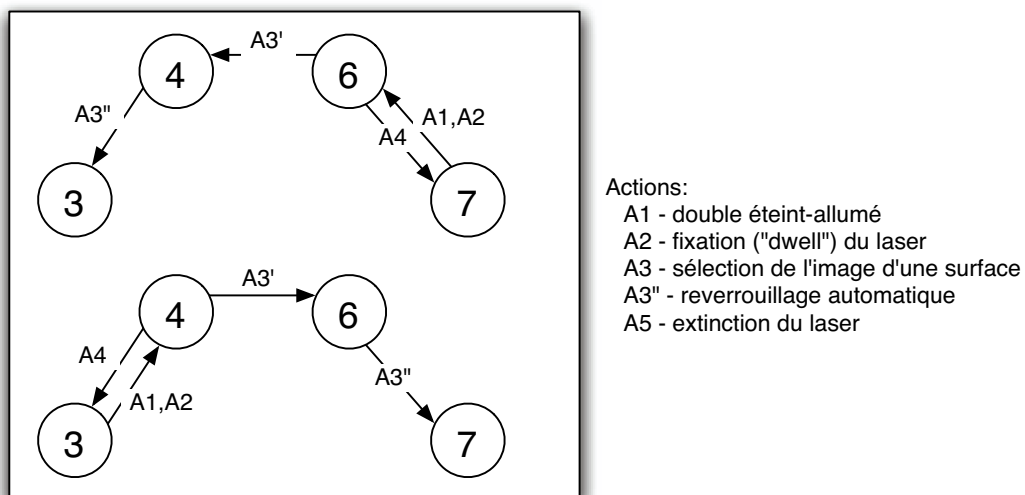 A3'
4
6
A3"
A1,A2
A4
3
7
A3'
4
6
A4
A3"
A1,A2
3
7
Actions:
A1 - double éteint-allumé
A2 - fixation ("dwell") du laser
A3 - sélection de l'image d'une surface
A3" - reverrouillage automatique
A5 - extinction du laser